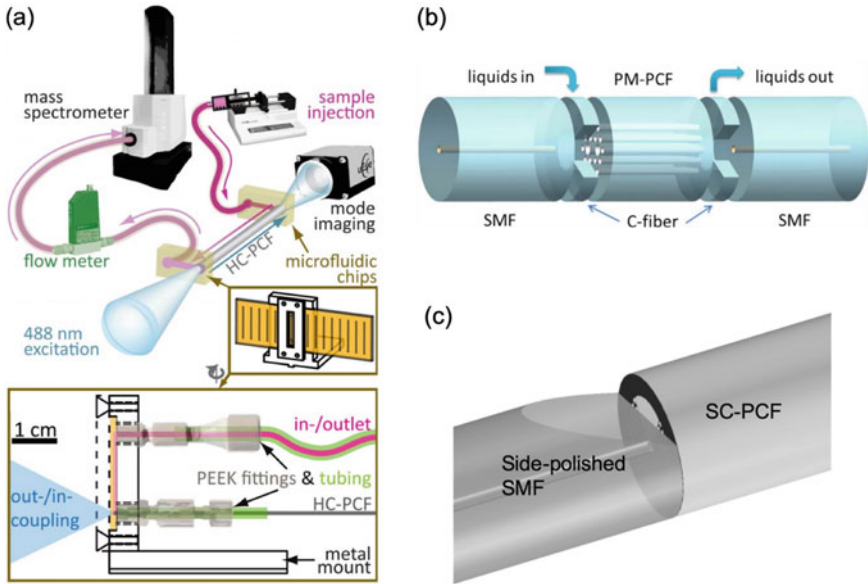 (a)
mass
spectrometer
sample
injection
mode
imaging
flow meter
HC-PCF
microfluidic
chips
488 nm
excitation
1 cm
in-/outlet
PEEK fittings & tubing
HC-PCF
out-/in-
coupling
metal
mount
(b)
liquids in
PM-PCF
liquids out
SMF
C-fiber
SMF
(c)
SC-PCF
Side-polished
SMF